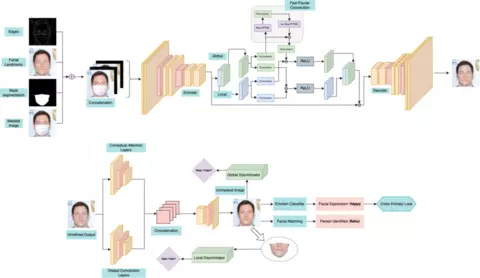 Fast Fourier
Convolution
Edges
Facial
Landmarks
Mask
segmentation
Masked
Image
Concatenation
Encoder
Global
Local
ReLU
ReLU
Decoder
Contextual Attention
Layers
Unrefined Output
Concatenation
Dilated Convolution
Layers
Real / Fake?
Global Discriminator
Unmasked Image
Emotion Classifier
Facial Expression: Happy
Cross Entropy Loss
Facial Matching
Person Identified: Rahul
Real / Fake?
Local Discriminator